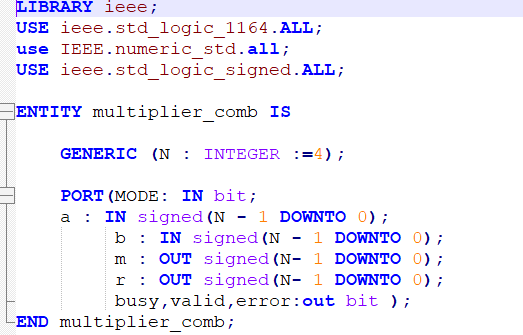 LIBRARY ieee;
USE ieee.std_logic_1164.ALL;
use IEEE.numeric_std.all;
USE ieee.std_logic_signed.ALL;
ENTITY multiplier_comb IS
GENERIC (N : INTEGER :=4);
PORT(MODE: IN bit;
a : IN signed(N - 1 DOWNTO 0);
b : IN signed(N - 1 DOWNTO 0);
m : OUT signed(N- 1 DOWNTO 0);
r : OUT signed(N- 1 DOWNTO 0);
busy,valid,error:out bit );
END multiplier_comb;